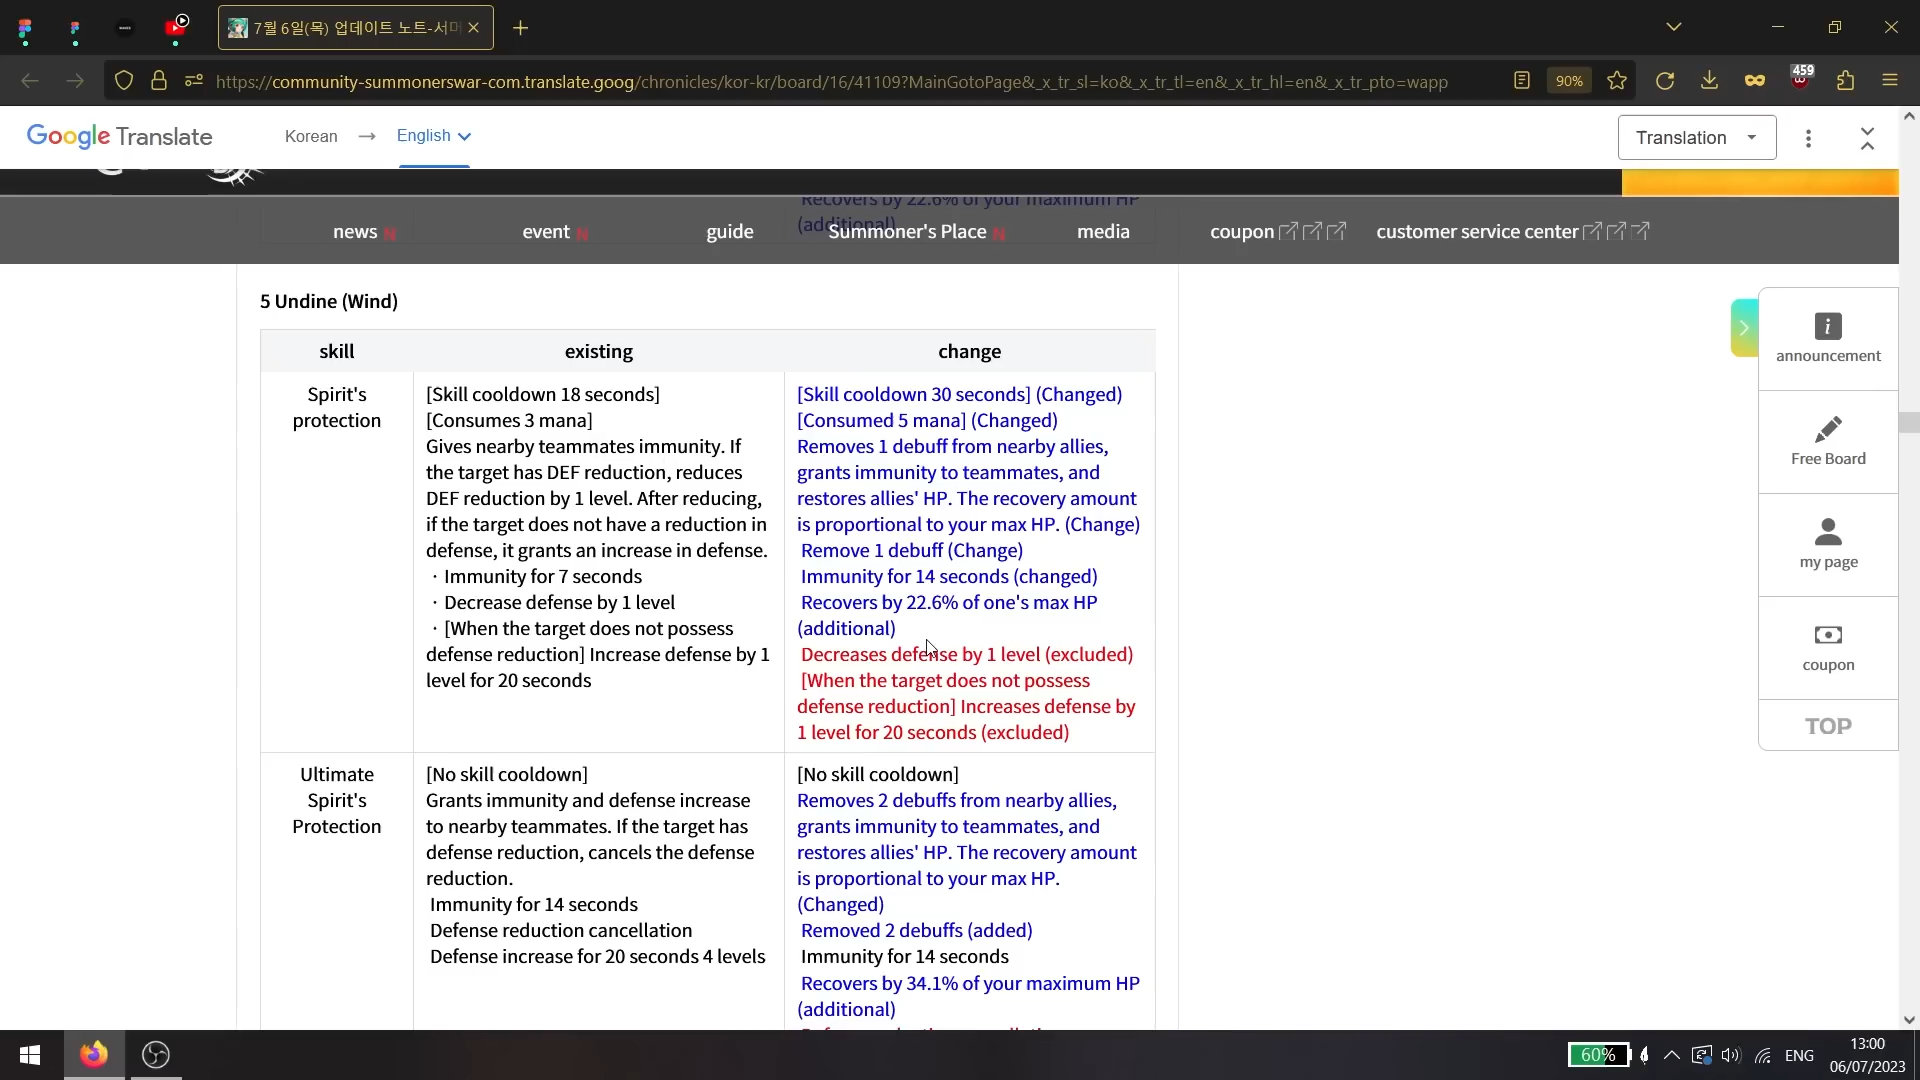 7월 6일(목) 업데이트 노트-서머
https://community-summonerswar-com.translate.goog/chronicles/kor-kr/board/16/41109?MainGotoPage&_x_tr_sl=ko&_x_tr_tl=en&_x_tr_hl=en&_x_tr_pto=wapp
90%
459
Google Translate
Korean → English
Translation
Recovers by 22.6% of your maximum HP
(additional)
news N
event N
guide
Summoner's Place N
media
coupon
customer service center
5 Undine (Wind)
skill
existing
change
Spirit's
protection
[Skill cooldown 18 seconds]
[Consumes 3 mana]
Gives nearby teammates immunity. If
the target has DEF reduction, reduces
DEF reduction by 1 level. After reducing,
if the target does not have a reduction in
defense, it grants an increase in defense.
· Immunity for 7 seconds
· Decrease defense by 1 level
· [When the target does not possess
defense reduction] Increase defense by 1
level for 20 seconds
[Skill cooldown 30 seconds] (Changed)
[Consumed 5 mana] (Changed)
Removes 1 debuff from nearby allies,
grants immunity to teammates, and
restores allies' HP. The recovery amount
is proportional to your max HP. (Change)
Remove 1 debuff (Change)
Immunity for 14 seconds (changed)
Recovers by 22.6% of one's max HP
(additional)
Decreases defense by 1 level (excluded)
[When the target does not possess
defense reduction] Increases defense by
1 level for 20 seconds (excluded)
Ultimate
Spirit's
Protection
[No skill cooldown]
Grants immunity and defense increase
to nearby teammates. If the target has
defense reduction, cancels the defense
reduction.
Immunity for 14 seconds
Defense reduction cancellation
Defense increase for 20 seconds 4 levels
[No skill cooldown]
Removes 2 debuffs from nearby allies,
grants immunity to teammates, and
restores allies' HP. The recovery amount
is proportional to your max HP.
(Changed)
Removed 2 debuffs (added)
Immunity for 14 seconds
Recovers by 34.1% of your maximum HP
(additional)
announcement
Free Board
my page
coupon
TOP
60%
ENG
13:00
06/07/2023